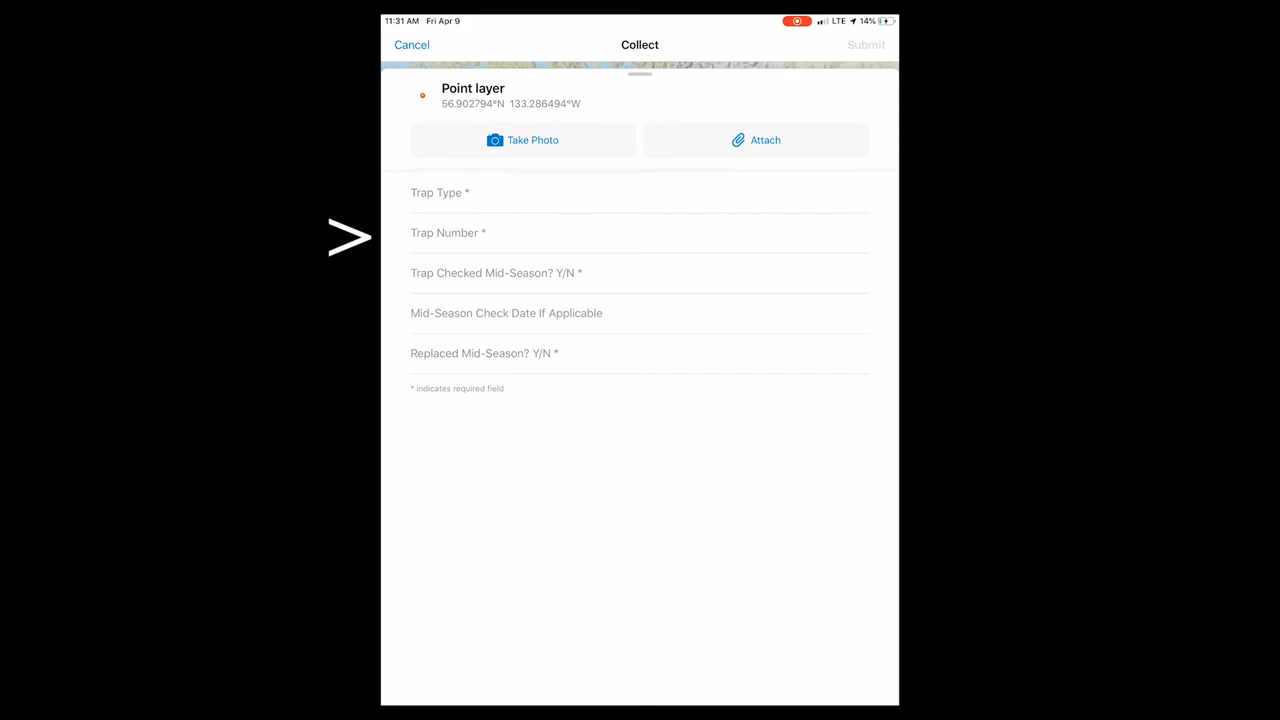 11:31 AM Fri Apr 9
LTE 14%
Cancel
Collect
Submit
Point layer
56.902794°N 133.286494°W
Take Photo
Attach
Trap Type *
>
Trap Number *
Trap Checked Mid-Season? Y/N *
Mid-Season Check Date If Applicable
Replaced Mid-Season? Y/N *
* indicates required field